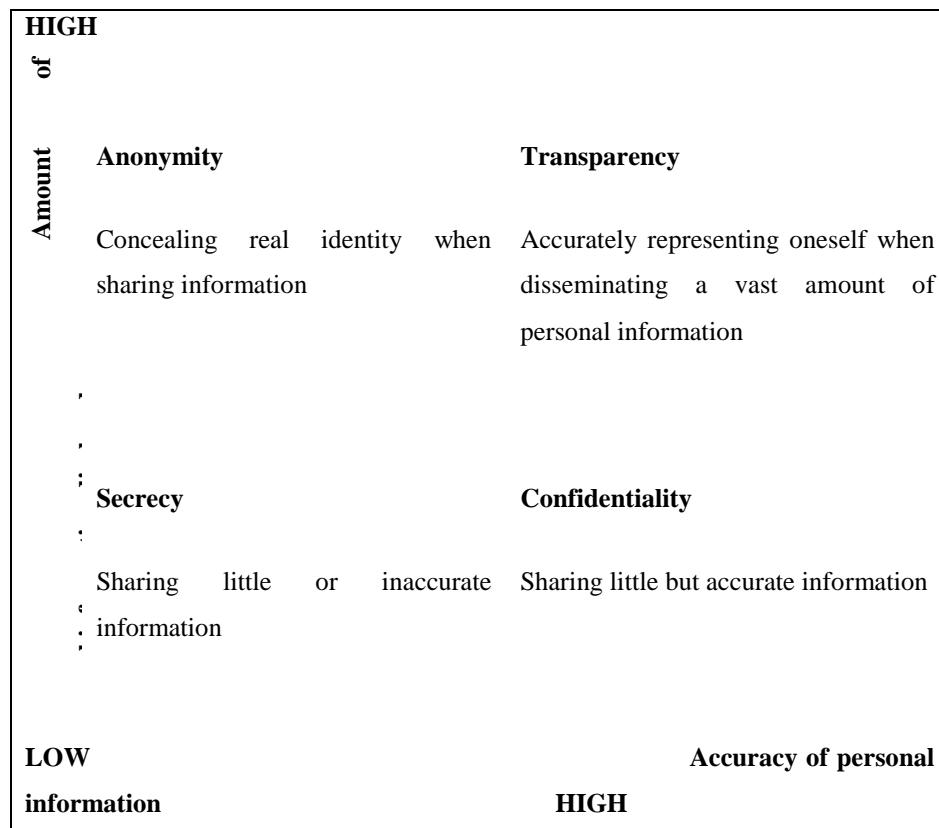 HIGH
Amount of
Anonymity
Transparency
Concealing real identity when
sharing information
Accurately representing oneself when
disseminating a vast amount of
personal information
Secrecy
Confidentiality
Sharing little or inaccurate
information
Sharing little but accurate information
LOW Accuracy of personal
information HIGH